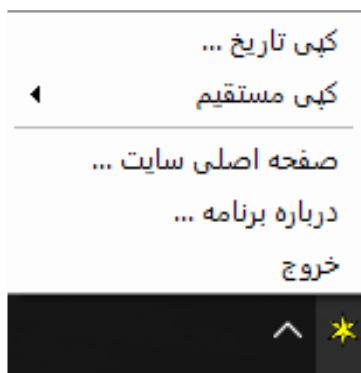 کپی تاریخ ...
کپی مستقیم
صفحه اصلی سایت ...
درباره برنامه ...
خروج